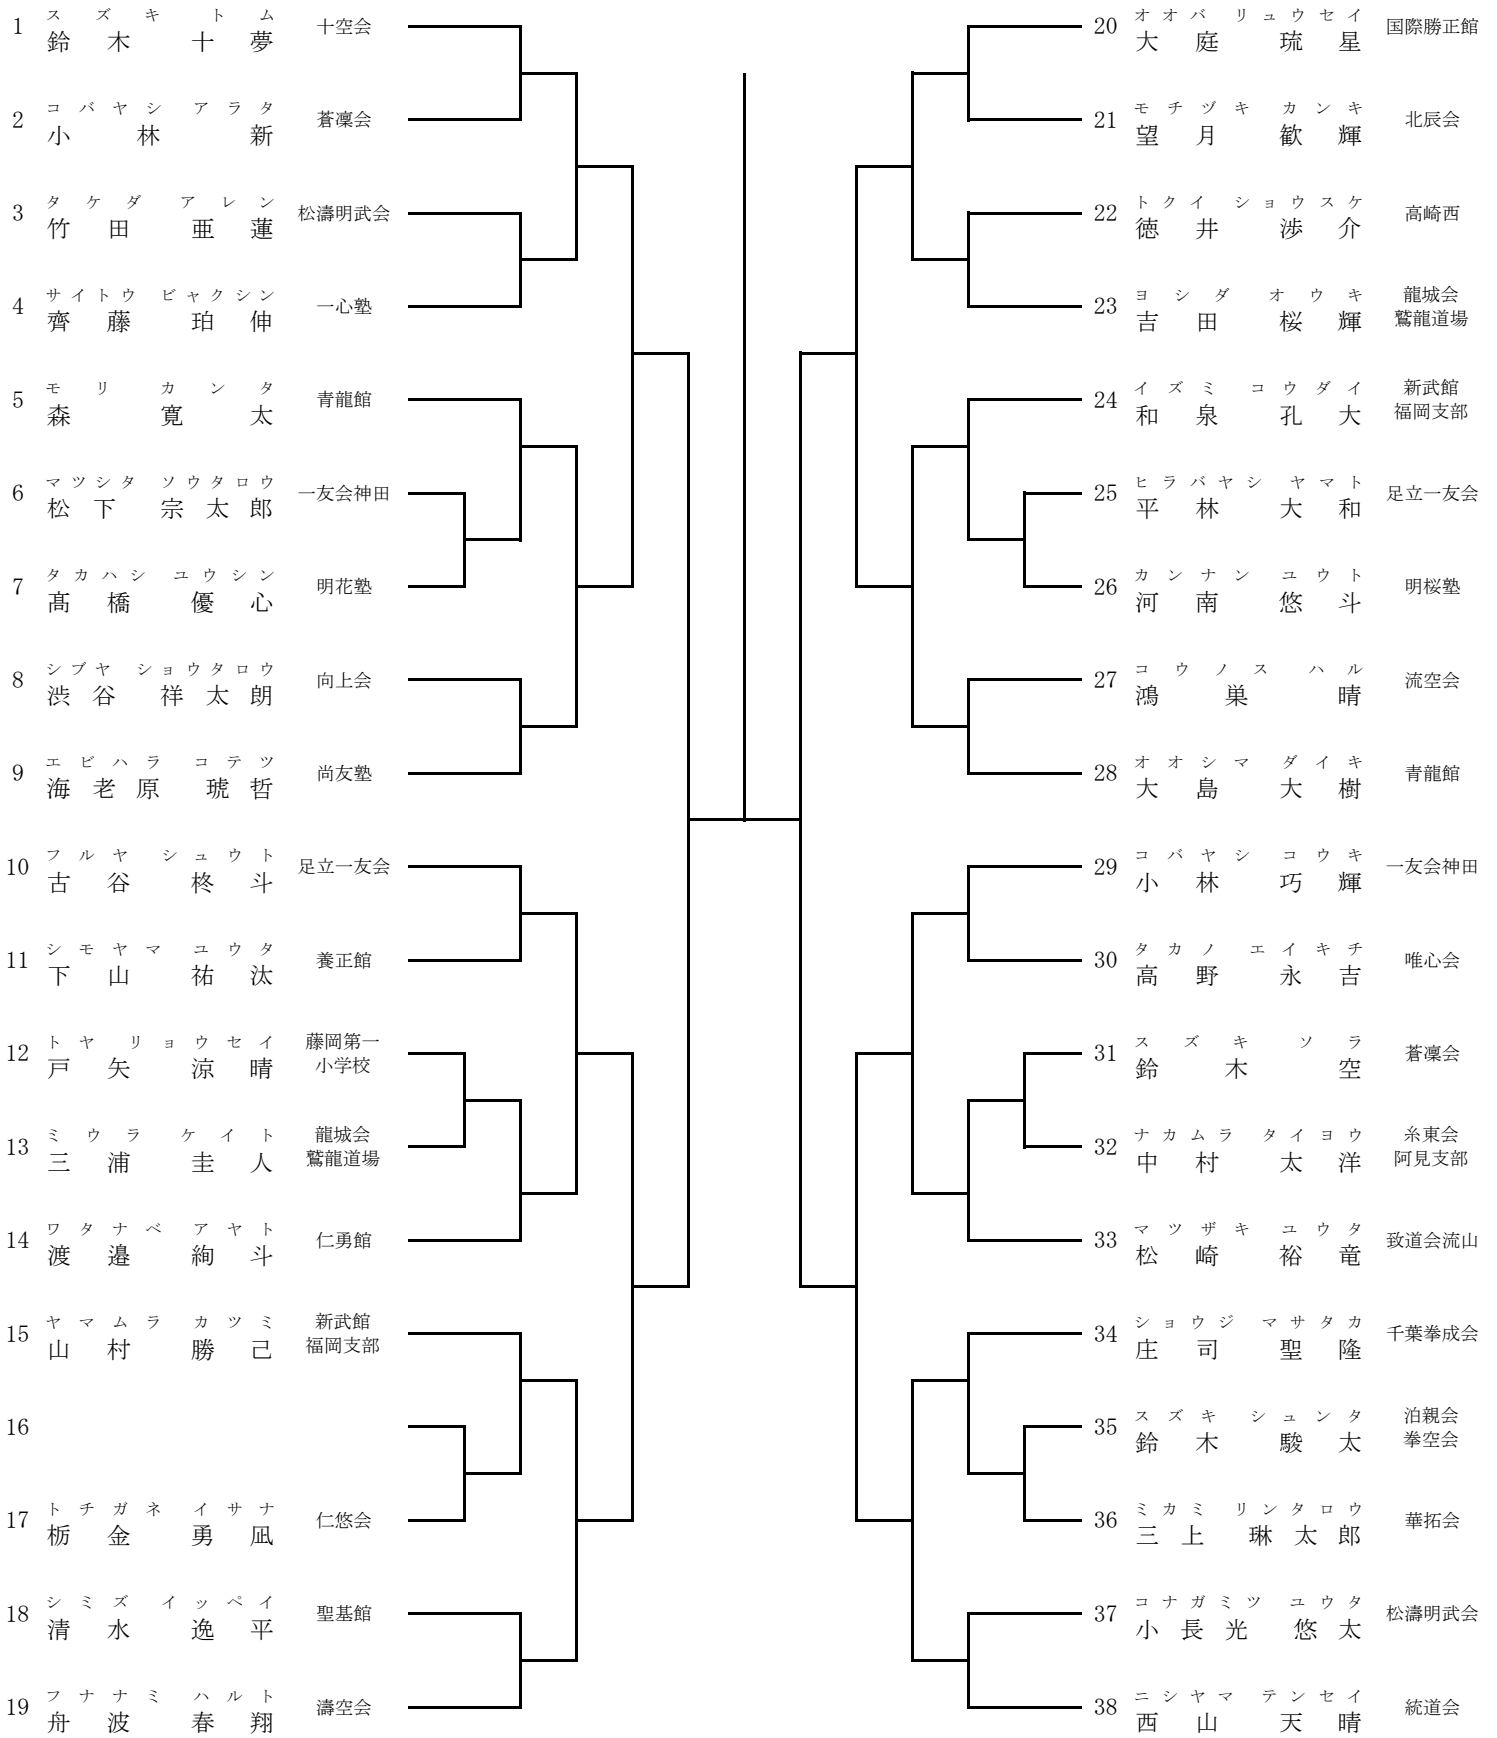 1 スズキ トム
鈴木 十夢 十空会
2 コバヤシ アラタ
小林 新 蒼凜会
3 タケダ アレン
竹田 亜蓮 松濤明武会
4 サイトウ ビャクシン
齊藤 珀伸 一心塾
5 モリ カンタ
森 寛太 青龍館
6 マツシタ ソウタロウ
松下 宗太郎 一友会神田
7 タカハシ ユウシン
髙橋 優心 明花塾
8 シブヤ ショウタロウ
渋谷 祥太朗 向上会
9 エビハラ コテツ
海老原 琥哲 尚友塾
10 フルヤ シュウト
古谷 柊斗 足立一友会
11 シモヤマ ユウタ
下山 祐汰 養正館
12 トヤ リョウセイ
戸矢 涼晴 藤岡第一
小学校
13 ミウラ ケイト
三浦 圭人 龍城会
鷲龍道場
14 ワタナベ アヤト
渡邉 絢斗 仁勇館
15 ヤマムラ カツミ
山村 勝己 新武館
福岡支部
16
17 トチガネ イサナ
栃金 勇凪 仁悠会
18 シミズ イッペイ
清水 逸平 聖基館
19 フナナミ ハルト
舟波 春翔 濤空会
20 オオバ リュウセイ
大庭 琉星 国際勝正館
21 モチヅキ カンキ
望月 歓輝 北辰会
22 トクイ ショウスケ
徳井 渉介 高崎西
23 ヨシダ オウキ
吉田 桜輝 龍城会
鷲龍道場
24 イズミ コウダイ
和泉 孔大 新武館
福岡支部
25 ヒラバヤシ ヤマト
平林 大和 足立一友会
26 カンナン ユウト
河南 悠斗 明桜塾
27 コウノス ハル
鴻巣 晴 流空会
28 オオシマ ダイキ
大島 大樹 青龍館
29 コバヤシ コウキ
小林 巧輝 一友会神田
30 タカノ エイキチ
高野 永吉 唯心会
31 スズキ ソラ
鈴木 空 蒼凜会
32 ナカムラ タイヨウ
中村 太洋 糸東会
阿見支部
33 マツザキ ユウタ
松崎 裕竜 致道会流山
34 ショウジ マサタカ
庄司 聖隆 千葉拳成会
35 スズキ シュンタ
鈴木 駿太 泊親会
拳空会
36 ミカミ リンタロウ
三上 琳太郎 華拓会
37 コナガミツ ユウタ
小長光 悠太 松濤明武会
38 ニシヤマ テンセイ
西山 天晴 統道会